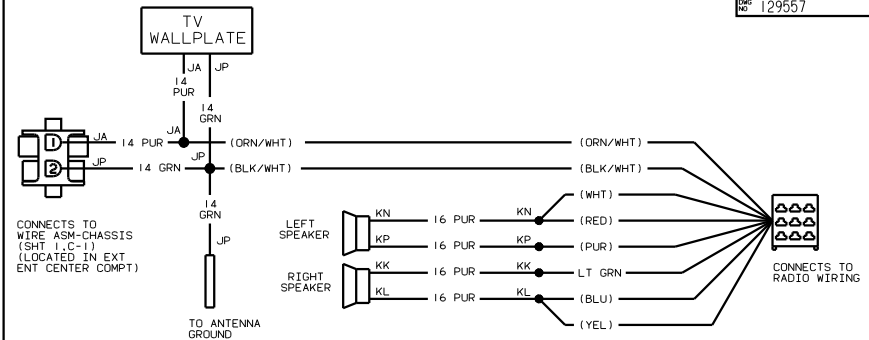 DWG
NO 129557
TV
WALLPLATE
JA JP
14
PUR
14
GRN
1 JA 14 PUR JA (ORN/WHT) (ORN/WHT)
2 JP 14 GRN JP (BLK/WHT) (BLK/WHT)
(WHT)
14
GRN
JP
CONNECTS TO
WIRE ASM-CHASSIS
(SHT 1,C-1)
(LOCATED IN EXT
ENT CENTER COMPT)
LEFT
SPEAKER
KN 16 PUR KN (RED)
KP 16 PUR KP (PUR)
RIGHT
SPEAKER
KK 16 PUR KK LT GRN
KL 16 PUR KL (BLU)
(YEL)
CONNECTS TO
RADIO WIRING
TO ANTENNA
GROUND